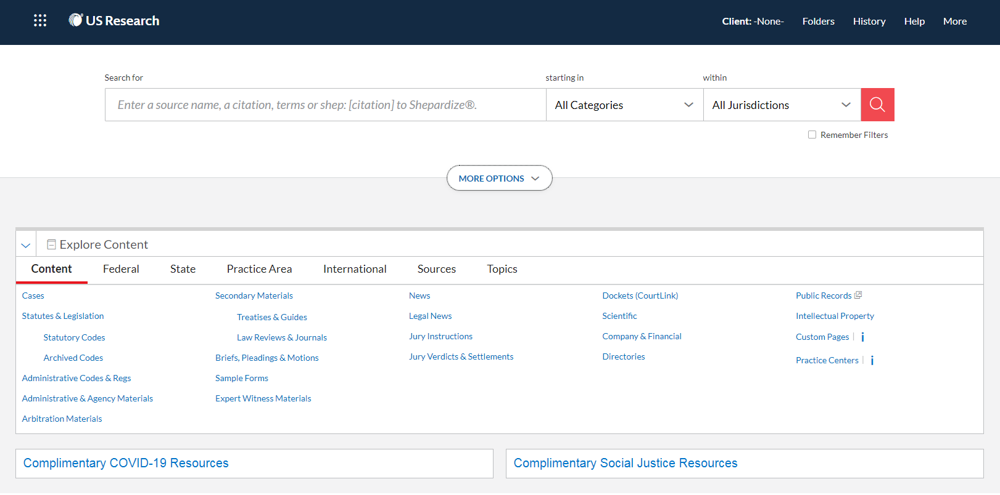 US Research
Client: -None- Folders History Help More
Search for starting in within
Enter a source name, a citation, terms or shep: [citation] to Shepardize®. All Categories All Jurisdictions
Remember Filters
MORE OPTIONS
Explore Content
Content Federal State Practice Area International Sources Topics
Cases
Statutes & Legislation
Statutory Codes
Archived Codes
Administrative Codes & Regs
Administrative & Agency Materials
Arbitration Materials
Secondary Materials
Treatises & Guides
Law Reviews & Journals
Briefs, Pleadings & Motions
Sample Forms
Expert Witness Materials
News
Legal News
Jury Instructions
Jury Verdicts & Settlements
Dockets (CourtLink)
Scientific
Company & Financial
Directories
Public Records
Intellectual Property
Custom Pages | i
Practice Centers | i
Complimentary COVID-19 Resources
Complimentary Social Justice Resources